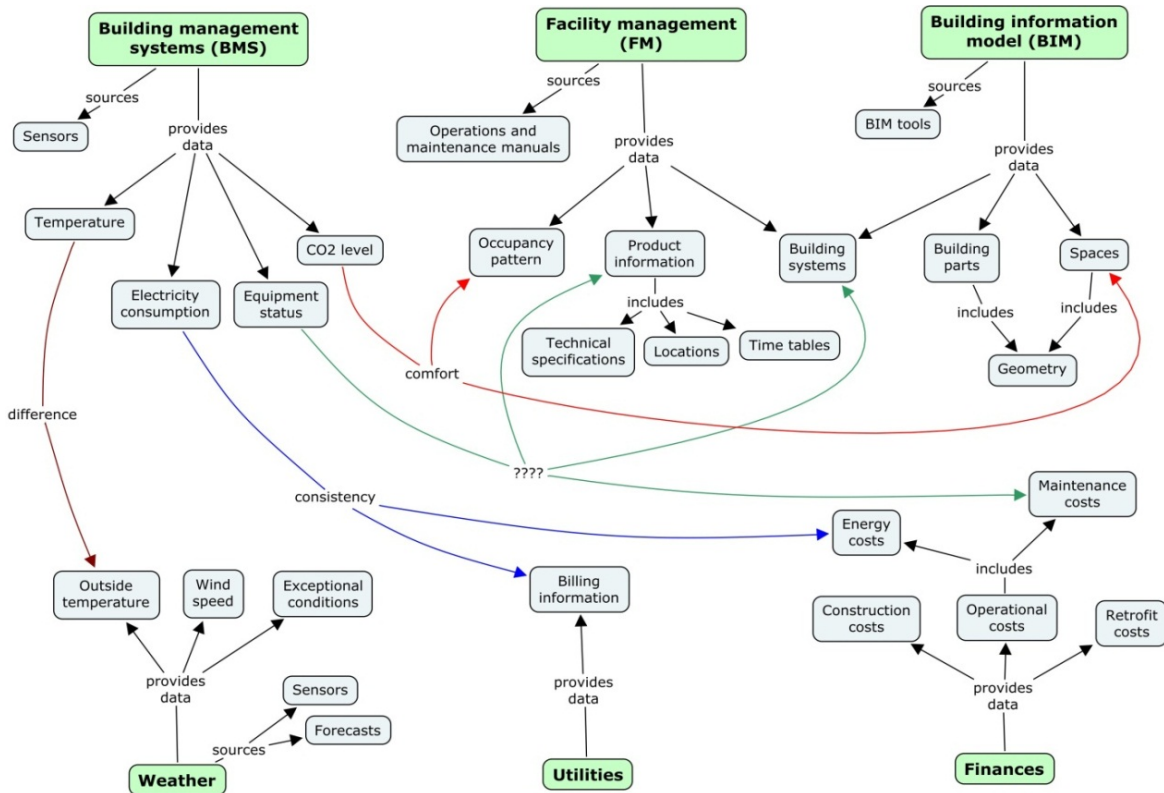 Building management
systems (BMS)
Facility management
(FM)
Building information
model (BIM)
sources
sources
sources
Sensors
provides
data
Operations and
maintenance manuals
provides
data
BIM tools
provides
data
Temperature
CO2 level
Occupancy
pattern
Product
information
Building
systems
Building
parts
Spaces
Electricity
consumption
Equipment
status
includes
includes
includes
Technical
specifications
Locations
Time tables
Geometry
comfort
difference
????
consistency
Maintenance
costs
Energy
costs
includes
Outside
temperature
Wind
speed
Exceptional
conditions
Billing
information
Construction
costs
Operational
costs
Retrofit
costs
provides
data
Sensors
Forecasts
sources
provides
data
provides
data
Weather
Utilities
Finances